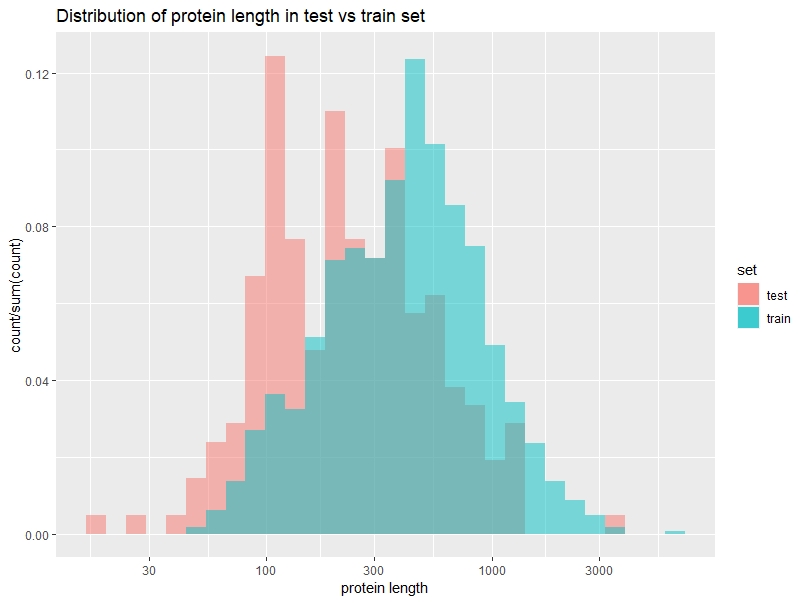 Distribution of protein length in test vs train set
count/sum(count)
0.12
0.08
0.04
0.00
30
100
300
1000
3000
protein length
set
test
train